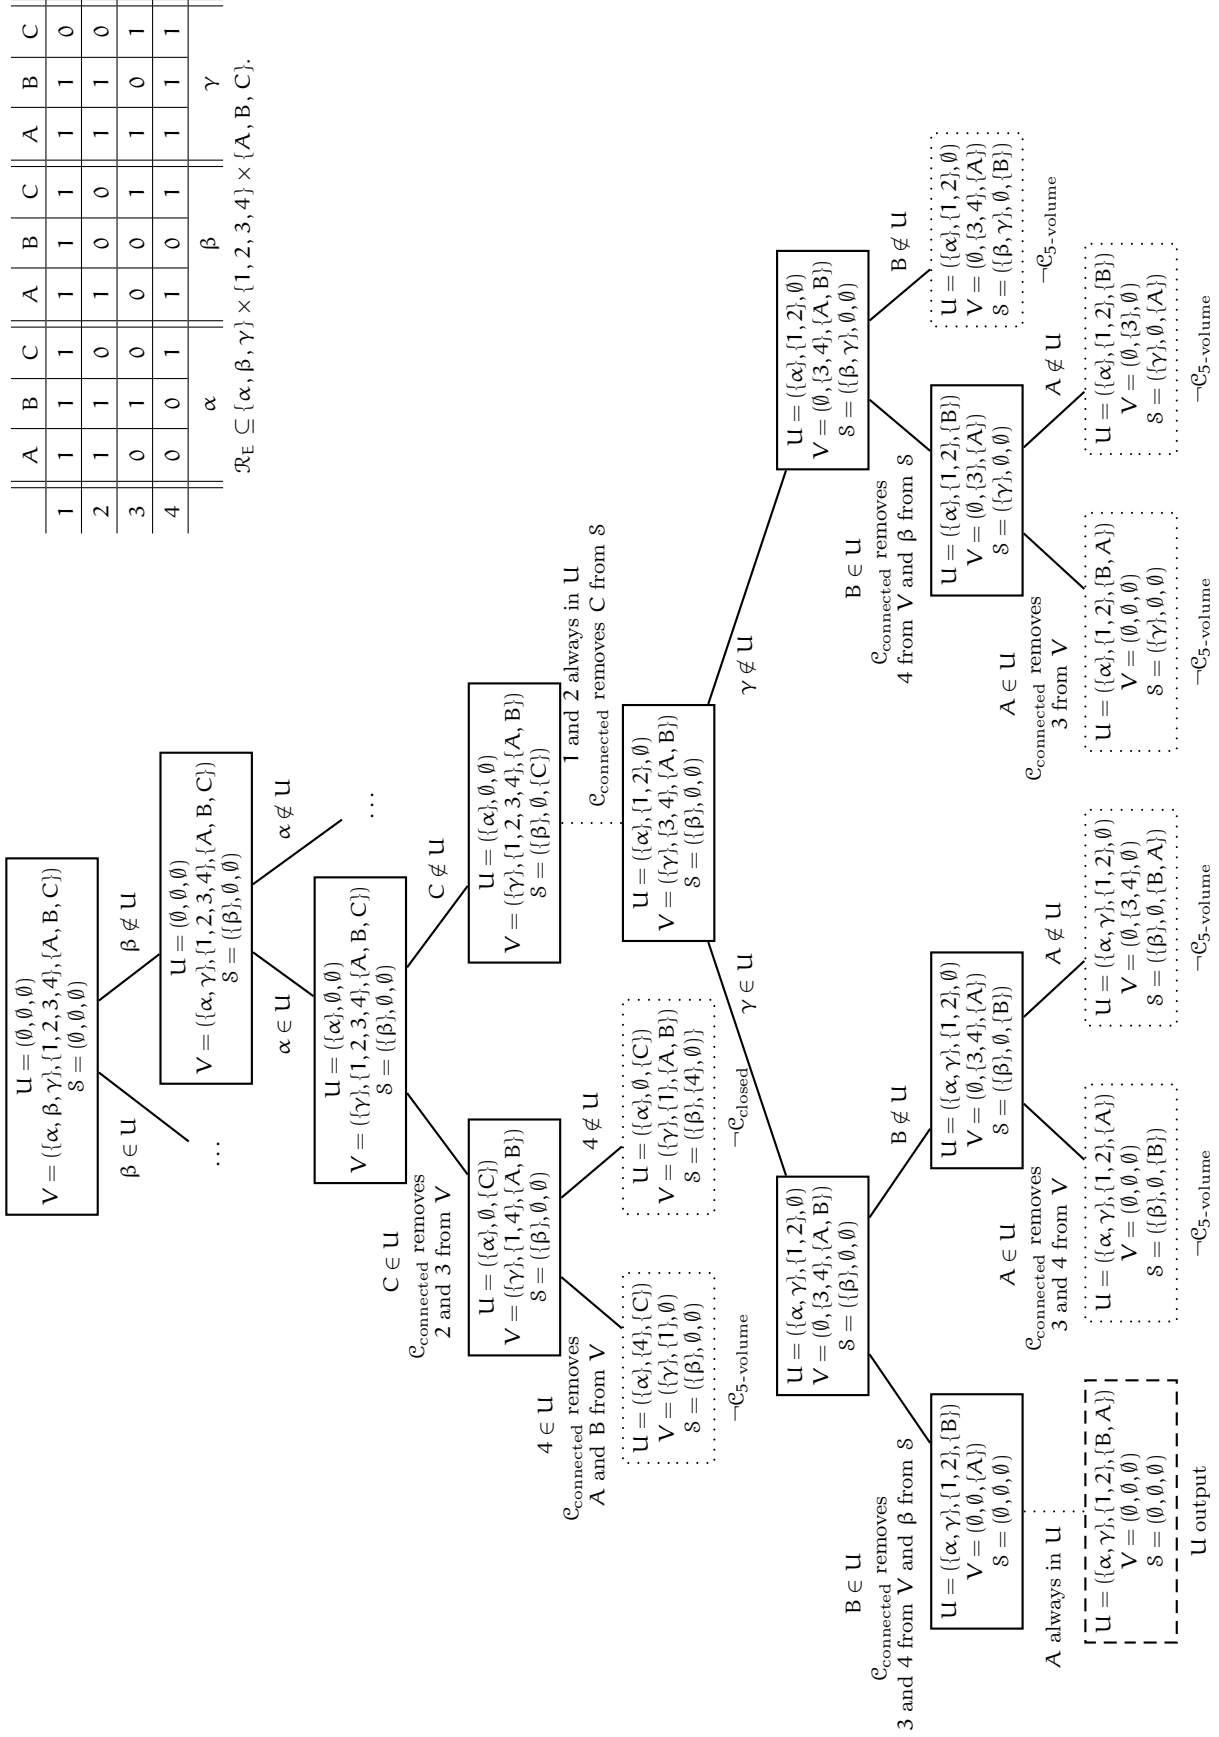 A B C A B C A B C
1 1 1 1 1 1 1 1 1 0
2 1 1 0 1 0 0 1 1 0
3 0 1 0 0 0 1 1 0 1
4 0 0 1 1 0 1 1 1 1
α β γ
ℛ_E ⊆ {α, β, γ} × {1, 2, 3, 4} × {A, B, C}.
U = (∅, ∅, ∅)
V = ({α, β, γ}, {1, 2, 3, 4}, {A, B, C})
S = (∅, ∅, ∅)
β ∈ U
...
β ∉ U
U = (∅, ∅, ∅)
V = ({α, γ}, {1, 2, 3, 4}, {A, B, C})
S = ({β}, ∅, ∅)
α ∈ U
α ∉ U
...
U = ({α}, ∅, ∅)
V = ({γ}, {1, 2, 3, 4}, {A, B, C})
S = ({β}, ∅, ∅)
C ∈ U
𝒞_connected removes
2 and 3 from V
C ∉ U
U = ({α}, ∅, {C})
V = ({γ}, {1, 4}, {A, B})
S = ({β}, ∅, ∅)
U = ({α}, ∅, ∅)
V = ({γ}, {1, 2, 3, 4}, {A, B})
S = ({β}, ∅, {C})
4 ∈ U
𝒞_connected removes
A and B from V
4 ∉ U
1 and 2 always in U
𝒞_connected removes C from S
U = ({α}, {4}, {C})
V = ({γ}, {1}, ∅)
S = ({β}, ∅, ∅)
¬𝒞_5-volume
U = ({α}, ∅, {C})
V = ({γ}, {1}, {A, B})
S = ({β}, {4}, ∅)}
¬𝒞_closed
U = ({α}, {1, 2}, ∅)
V = ({γ}, {3, 4}, {A, B})
S = ({β}, ∅, ∅)
γ ∈ U
γ ∉ U
U = ({α, γ}, {1, 2}, ∅)
V = (∅, {3, 4}, {A, B})
S = ({β}, ∅, ∅)
U = ({α}, {1, 2}, ∅)
V = (∅, {3, 4}, {A, B})
S = ({β, γ}, ∅, ∅)
B ∈ U
𝒞_connected removes
3 and 4 from V and β from S
B ∉ U
B ∈ U
𝒞_connected removes
4 from V and β from S
B ∉ U
U = ({α, γ}, {1, 2}, {B})
V = (∅, ∅, {A})
S = (∅, ∅, ∅)
U = ({α, γ}, {1, 2}, ∅)
V = (∅, {3, 4}, {A})
S = ({β}, ∅, {B})
U = ({α}, {1, 2}, {B})
V = (∅, {3}, {A})
S = ({γ}, ∅, ∅)
U = ({α}, {1, 2}, ∅)
V = (∅, {3, 4}, {A})
S = ({β, γ}, ∅, {B})
¬𝒞_5-volume
A always in U
A ∈ U
𝒞_connected removes
3 and 4 from V
A ∉ U
A ∈ U
𝒞_connected removes
3 from V
A ∉ U
U = ({α, γ}, {1, 2}, {B, A})
V = (∅, ∅, ∅)
S = (∅, ∅, ∅)
U output
U = ({α, γ}, {1, 2}, {A})
V = (∅, ∅, ∅)
S = ({β}, ∅, {B})
¬𝒞_5-volume
U = ({α, γ}, {1, 2}, ∅)
V = (∅, {3, 4}, ∅)
S = ({β}, ∅, {B, A})
¬𝒞_5-volume
U = ({α}, {1, 2}, {B, A})
V = (∅, ∅, ∅)
S = ({γ}, ∅, ∅)
¬𝒞_5-volume
U = ({α}, {1, 2}, {B})
V = (∅, {3}, ∅)
S = ({γ}, ∅, {A})
¬𝒞_5-volume